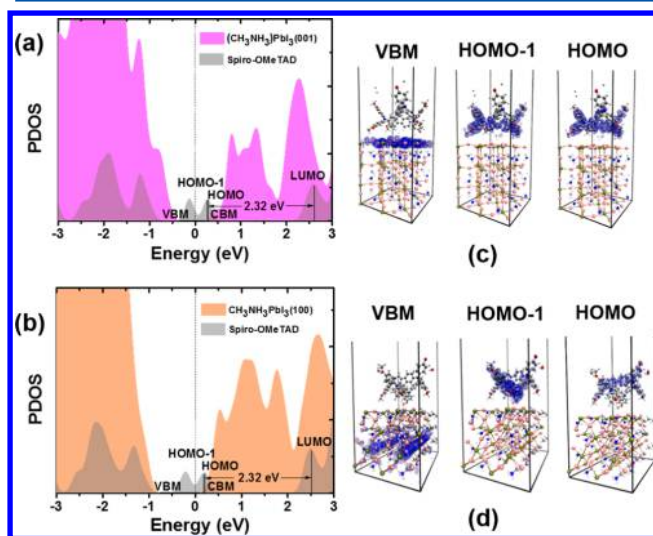 (a)
(CH3NH3)PbI3(001)
Spiro-OMeTAD
PDOS
HOMO-1
HOMO
LUMO
VBM
CBM
2.32 eV
-3 -2 -1 0 1 2 3
Energy (eV)
VBM HOMO-1 HOMO
(c)
(b)
CH3NH3PbI3(100)
Spiro-OMeTAD
PDOS
HOMO-1
HOMO
LUMO
VBM
CBM
2.32 eV
-3 -2 -1 0 1 2 3
Energy (eV)
VBM HOMO-1 HOMO
(d)